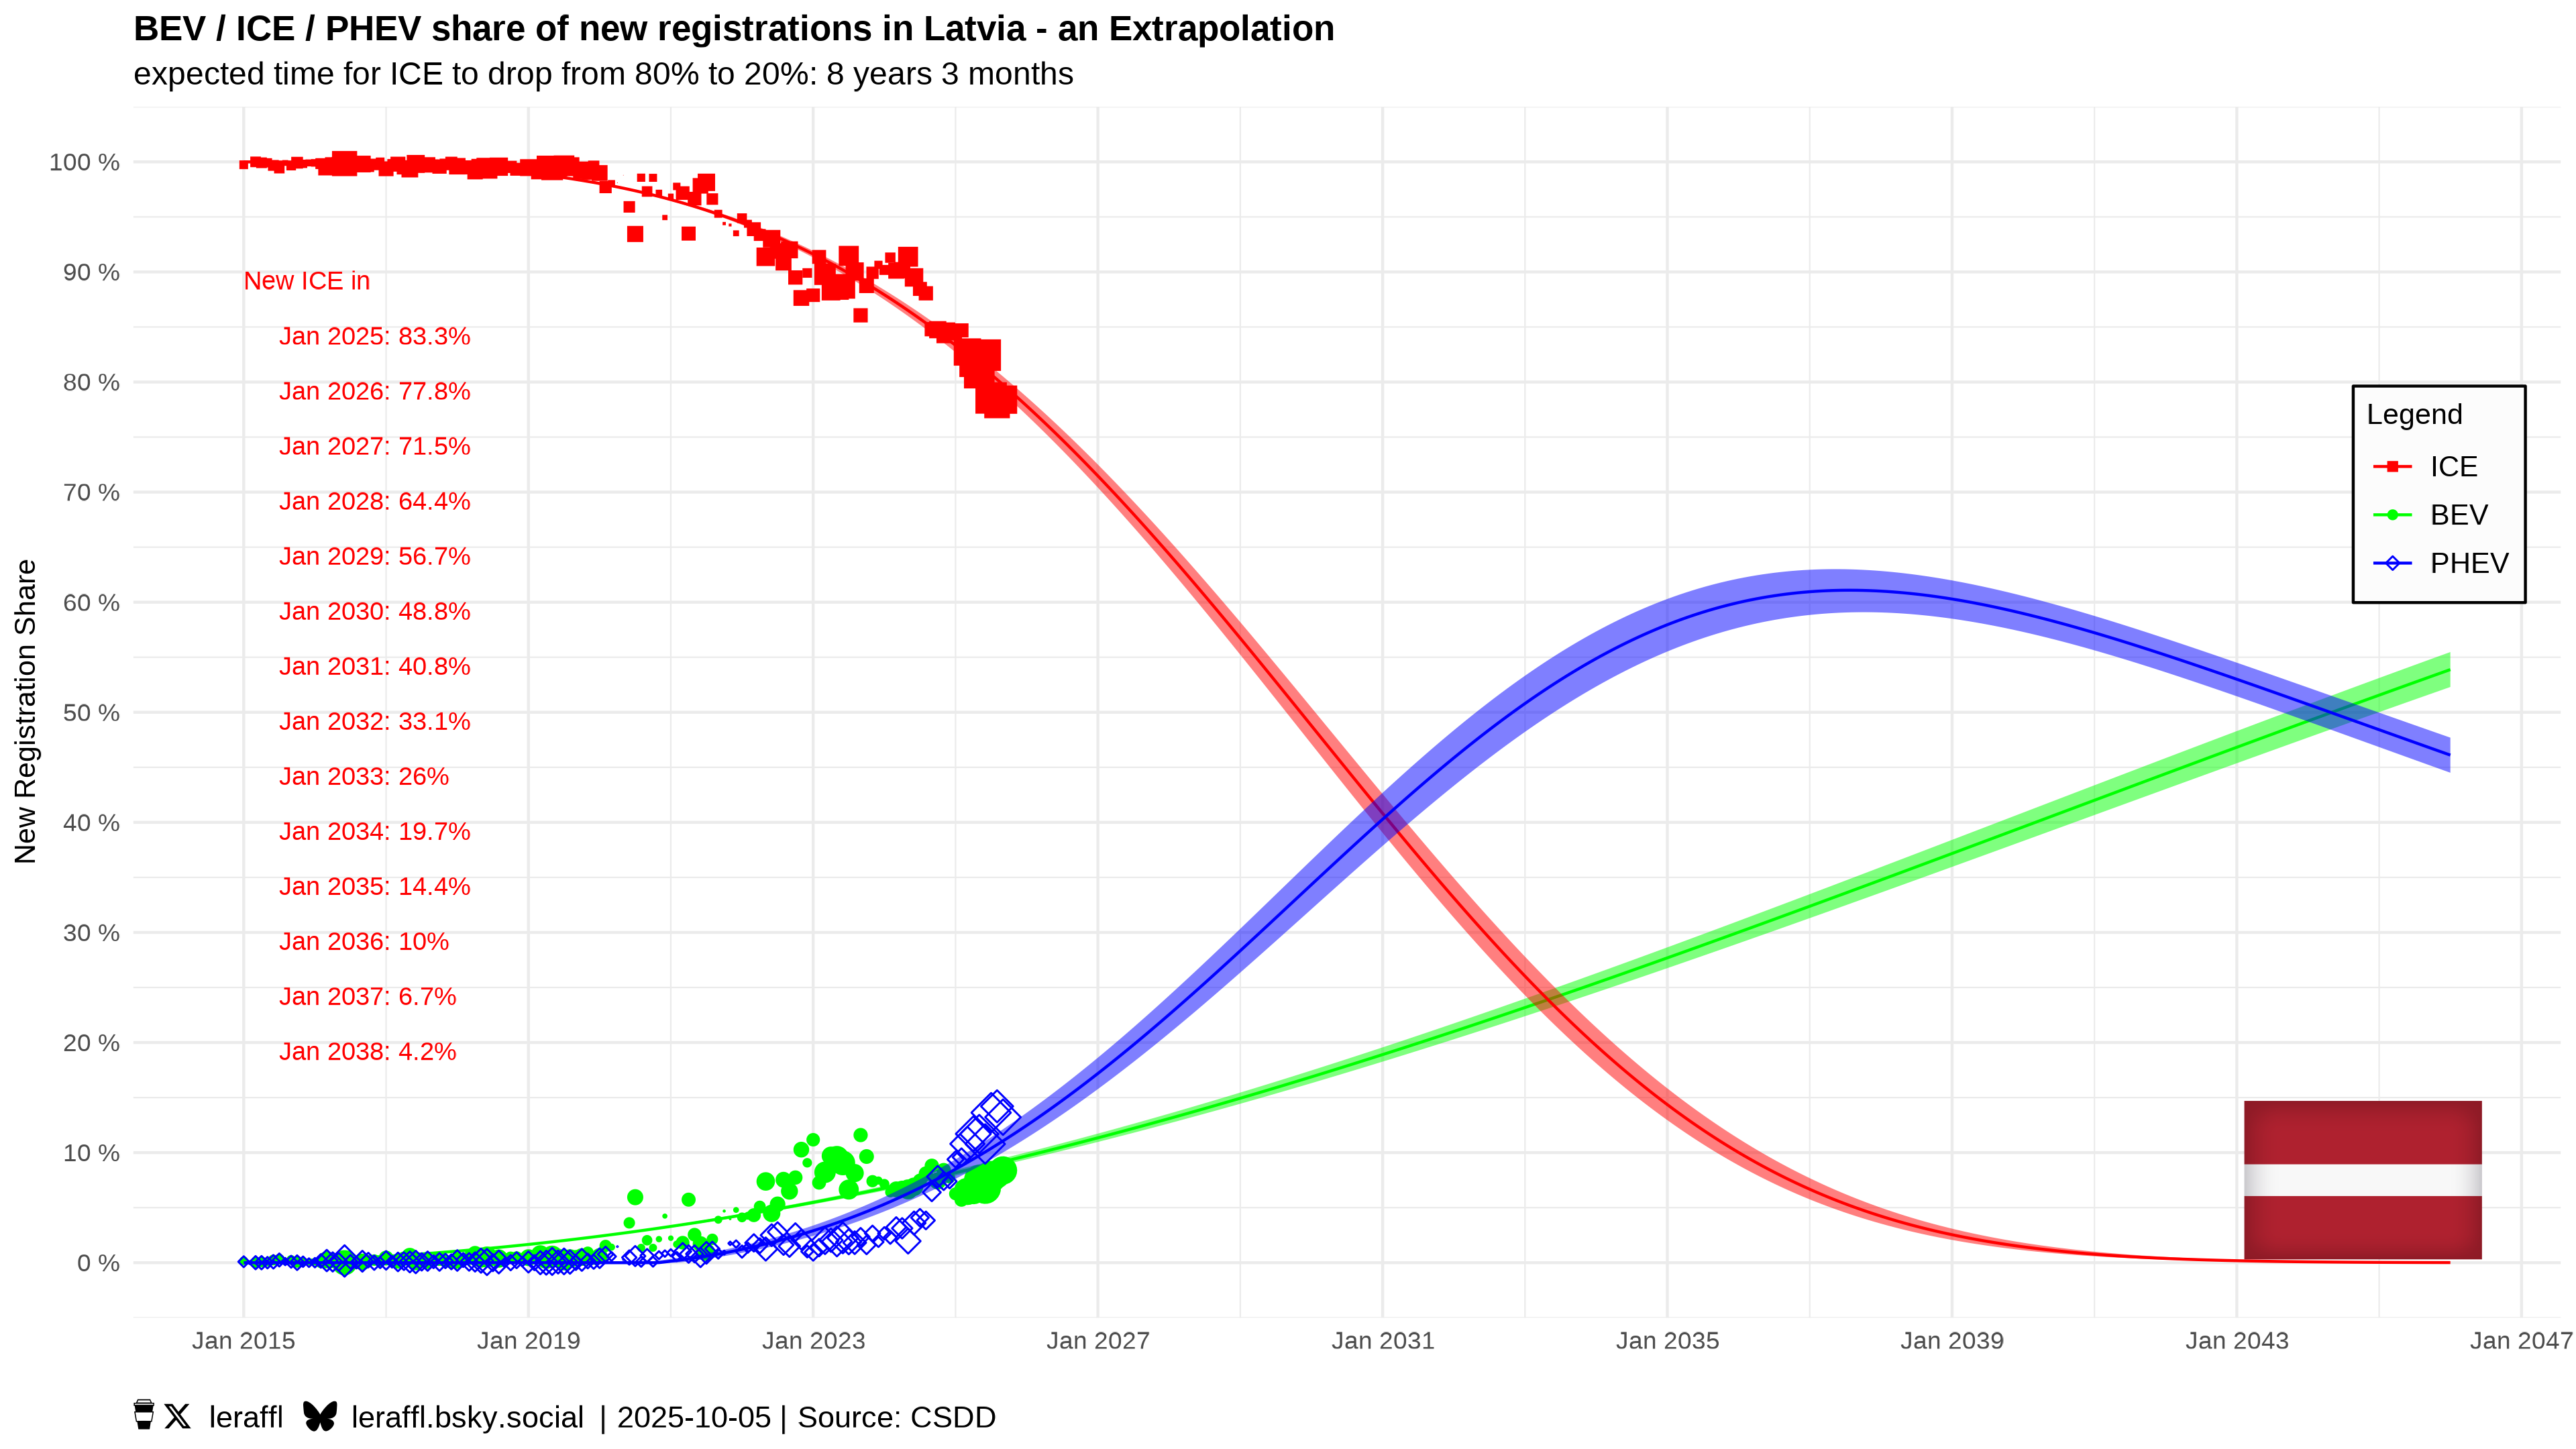 BEV / ICE / PHEV share of new registrations in Latvia - an Extrapolation
expected time for ICE to drop from 80% to 20%: 8 years 3 months
New Registration Share
100 %
90 %
80 %
70 %
60 %
50 %
40 %
30 %
20 %
10 %
0 %
New ICE in
Jan 2025: 83.3%
Jan 2026: 77.8%
Jan 2027: 71.5%
Jan 2028: 64.4%
Jan 2029: 56.7%
Jan 2030: 48.8%
Jan 2031: 40.8%
Jan 2032: 33.1%
Jan 2033: 26%
Jan 2034: 19.7%
Jan 2035: 14.4%
Jan 2036: 10%
Jan 2037: 6.7%
Jan 2038: 4.2%
Legend
ICE
BEV
PHEV
Jan 2015 Jan 2019 Jan 2023 Jan 2027 Jan 2031 Jan 2035 Jan 2039 Jan 2043 Jan 2047
leraffl leraffl.bsky.social | 2025-10-05 | Source: CSDD